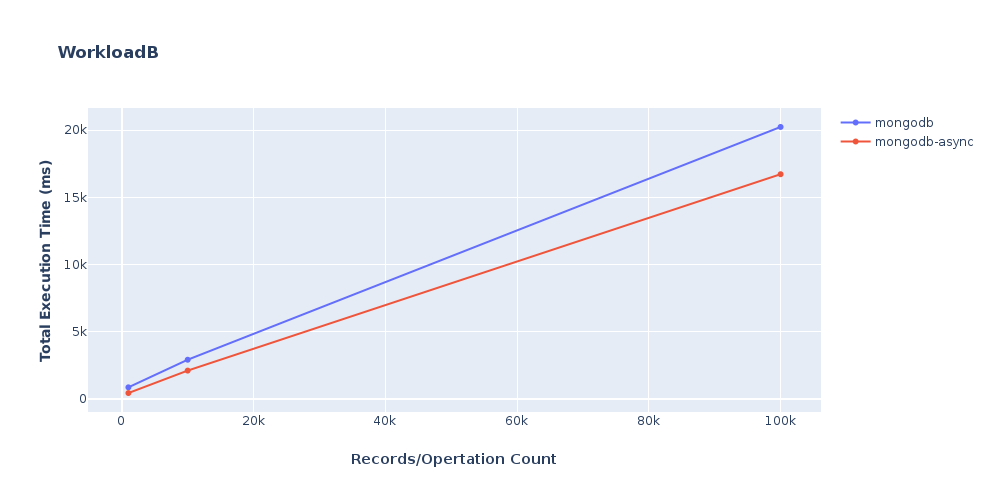 WorkloadB
mongodb
mongodb-async
Total Execution Time (ms)
20k
15k
10k
5k
0
0
20k
40k
60k
80k
100k
Records/Opertation Count